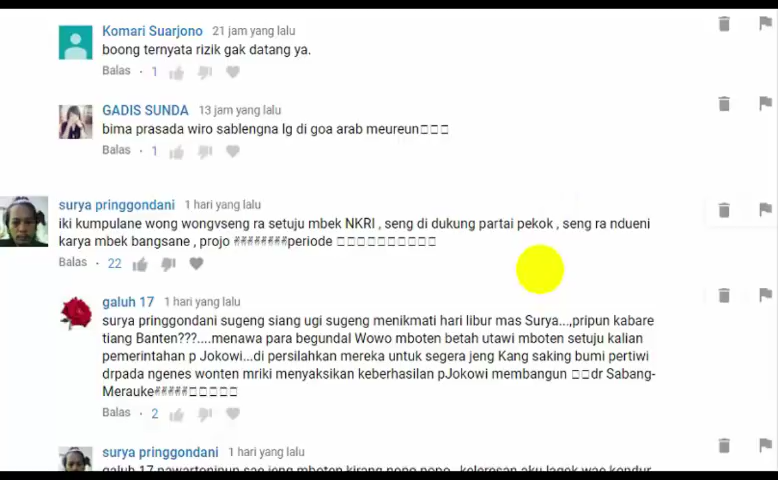 Komari Suarjono 21 jam yang lalu
boong ternyata rizik gak datang ya.
Balas · 1
GADIS SUNDA 13 jam yang lalu
bima prasada wiro sablengna lg di goa arab meureun□□□
Balas · 1
surya pringgondani 1 hari yang lalu
iki kumpulane wong wongvseng ra setuju mbek NKRI , seng di dukung partai pekok , seng ra ndueni
karya mbek bangsane , projo ✌✌✌✌✌✌✌✌periode □□□□□□□□□□
Balas · 22
galuh 17 1 hari yang lalu
surya pringgondani sugeng siang ugi sugeng menikmati hari libur mas Surya...,pripun kabare
tiang Banten???....menawa para begundal Wowo mboten betah utawi mboten setuju kalian
pemerintahan p Jokowi...di persilahkan mereka untuk segera jeng Kang saking bumi pertiwi
drpada ngenes wonten mriki menyaksikan keberhasilan pJokowi membangun □□dr Sabang-
Merauke✌✌✌✌✌□□□□□
Balas · 2
surya pringgondani 1 hari yang lalu